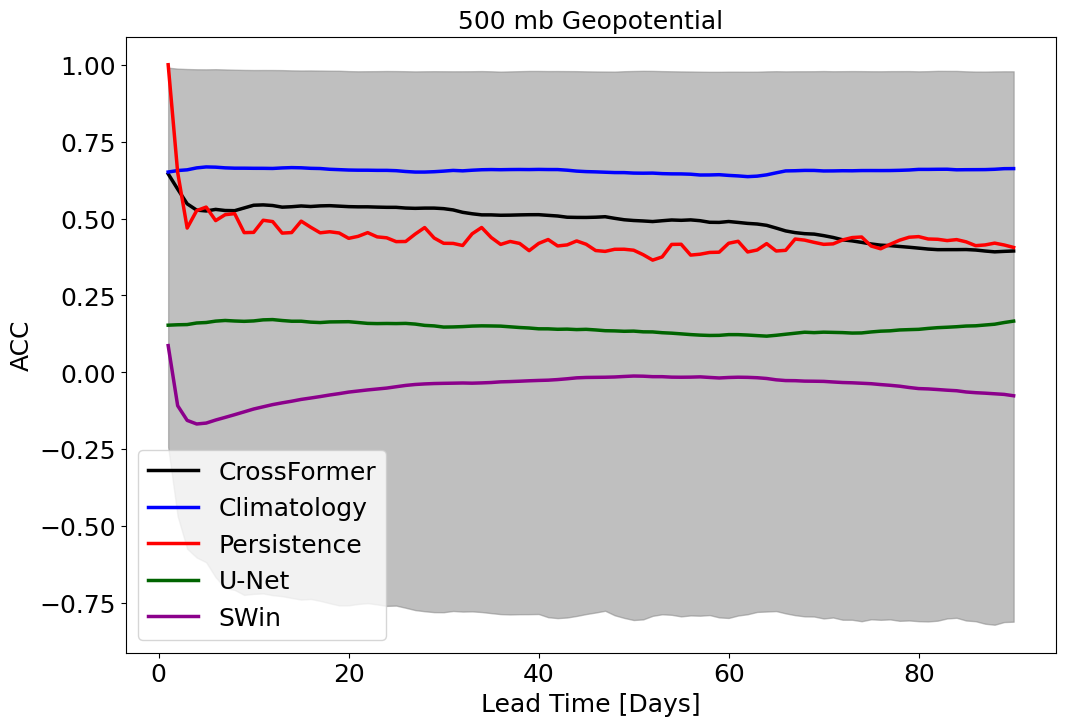 500 mb Geopotential
ACC
1.00
0.75
0.50
0.25
0.00
−0.25
−0.50
−0.75
CrossFormer
Climatology
Persistence
U-Net
SWin
0 20 40 60 80
Lead Time [Days]